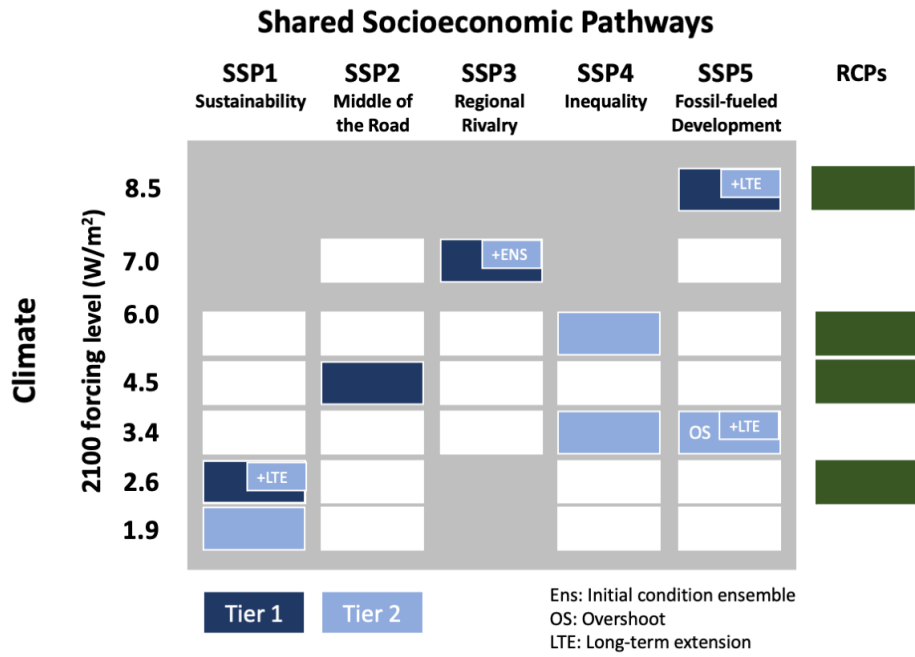 Shared Socioeconomic Pathways
SSP1 SSP2 SSP3 SSP4 SSP5 RCPs
Sustainability Middle of the Road Regional Rivalry Inequality Fossil-fueled Development
Climate
2100 forcing level (W/m²)
8.5 +LTE
7.0 +ENS
6.0
4.5
3.4 OS +LTE
2.6 +LTE
1.9
Tier 1 Tier 2
Ens: Initial condition ensemble
OS: Overshoot
LTE: Long-term extension